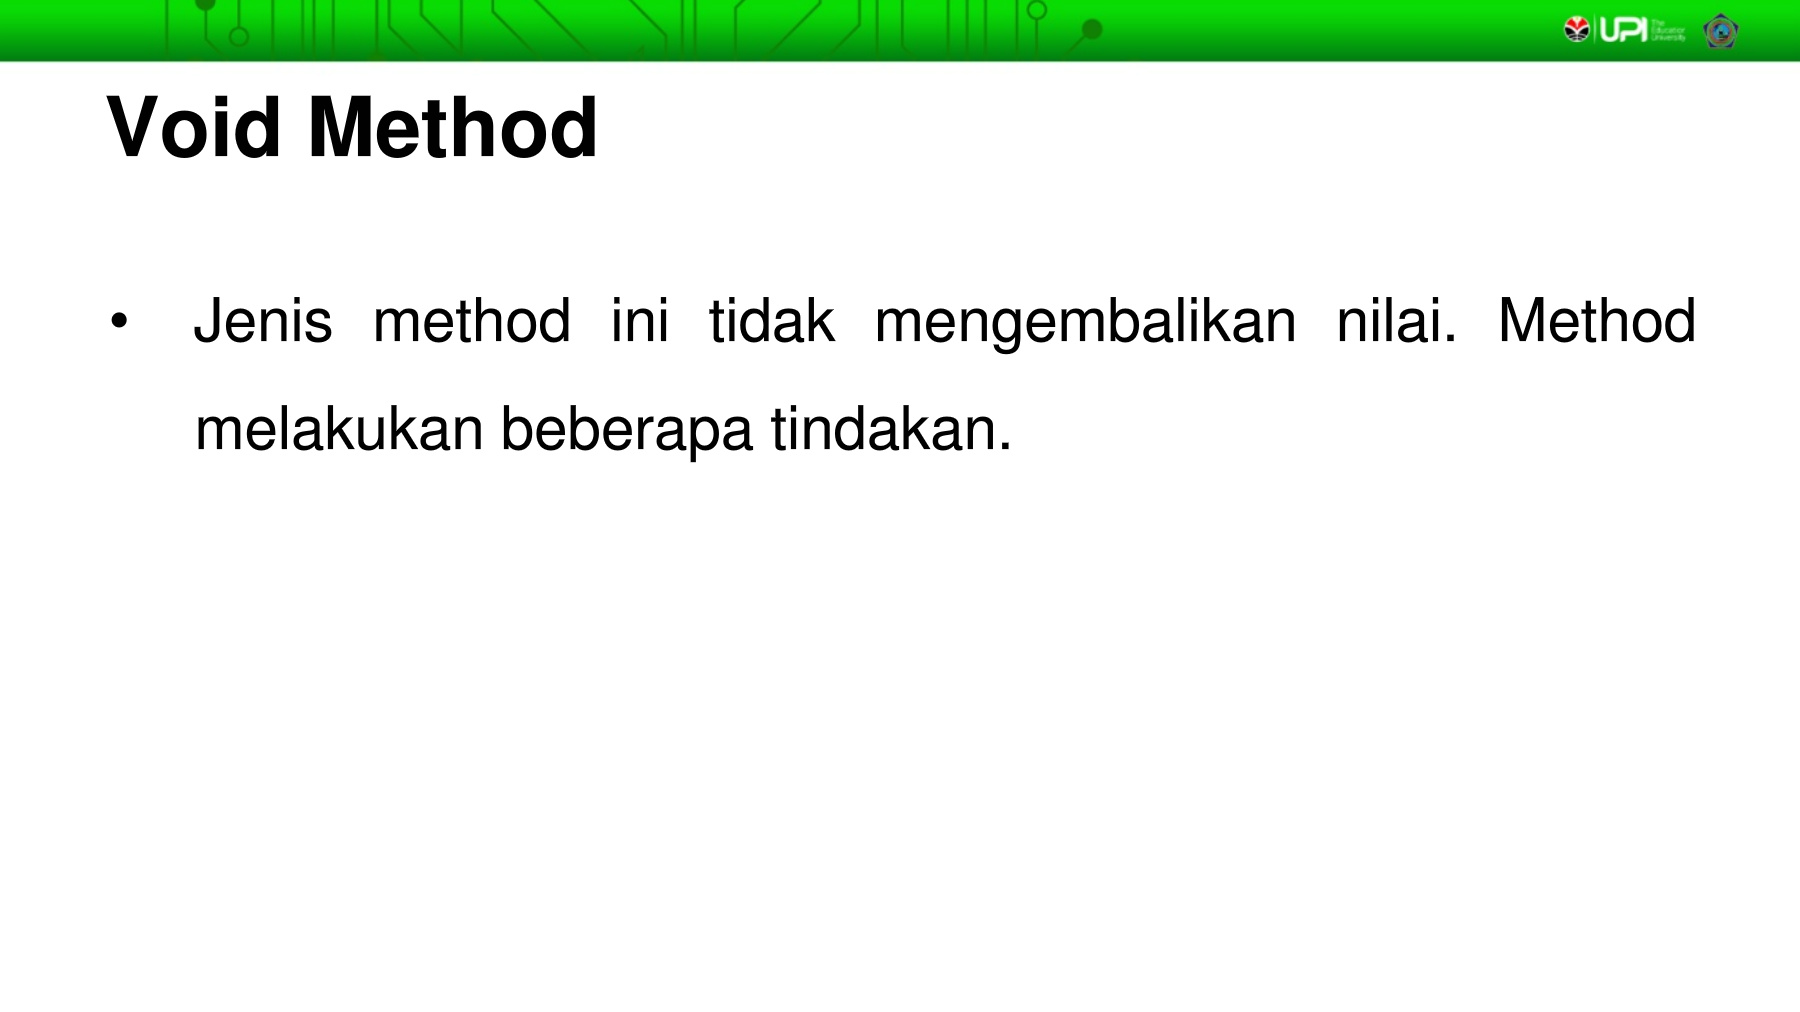 UPI
The
Education
University
Void Method
• Jenis method ini tidak mengembalikan nilai. Method
melakukan beberapa tindakan.